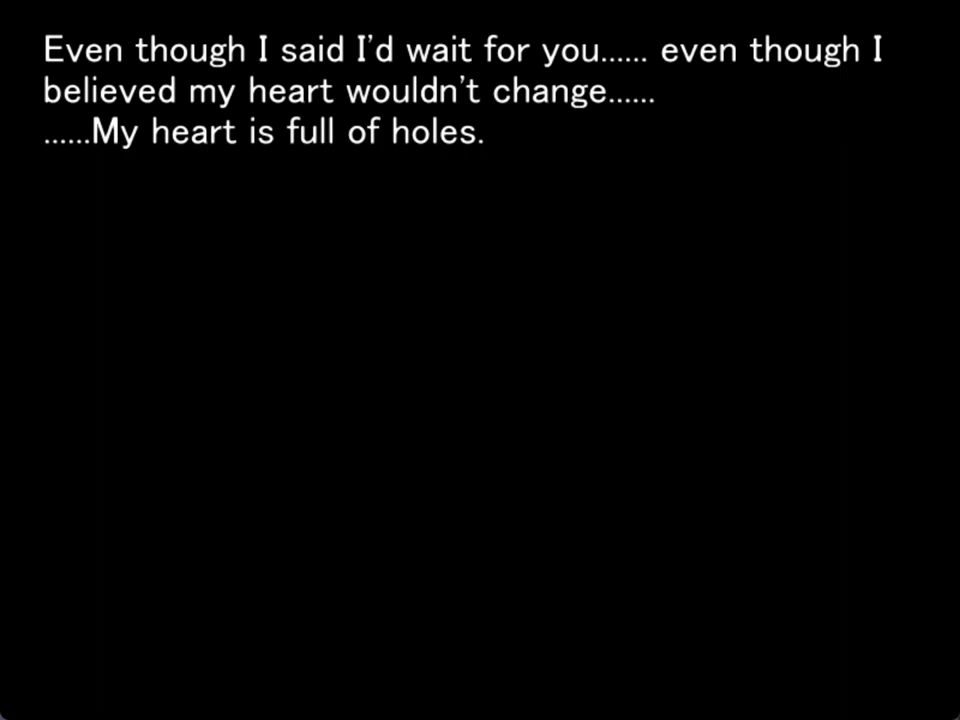 Even though I said I'd wait for you...... even though I
believed my heart wouldn't change......
......My heart is full of holes.